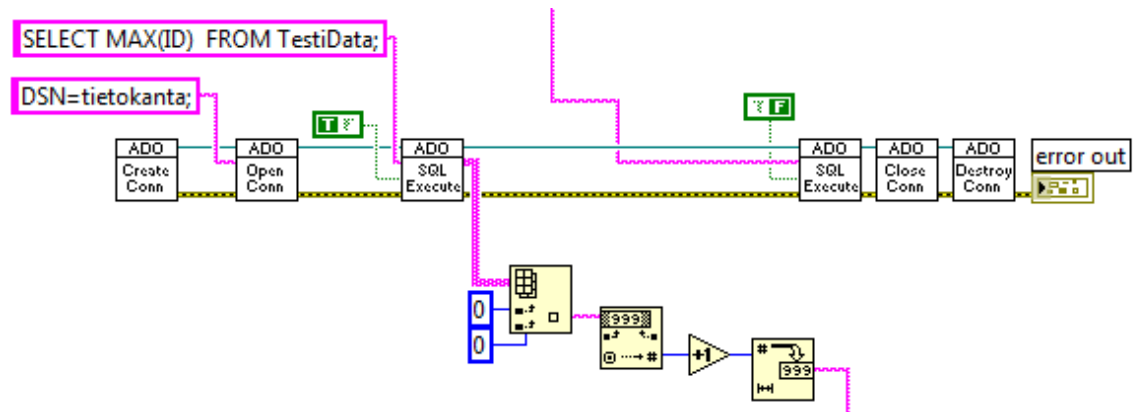 SELECT MAX(ID)  FROM TestiData;
DSN=tietokanta;
T F
ADO
Create
Conn
ADO
Open
Conn
ADO
SQL
Execute
ADO
SQL
Execute
ADO
Close
Conn
ADO
Destroy
Conn
error out
0
0
999
#
+1
#
999